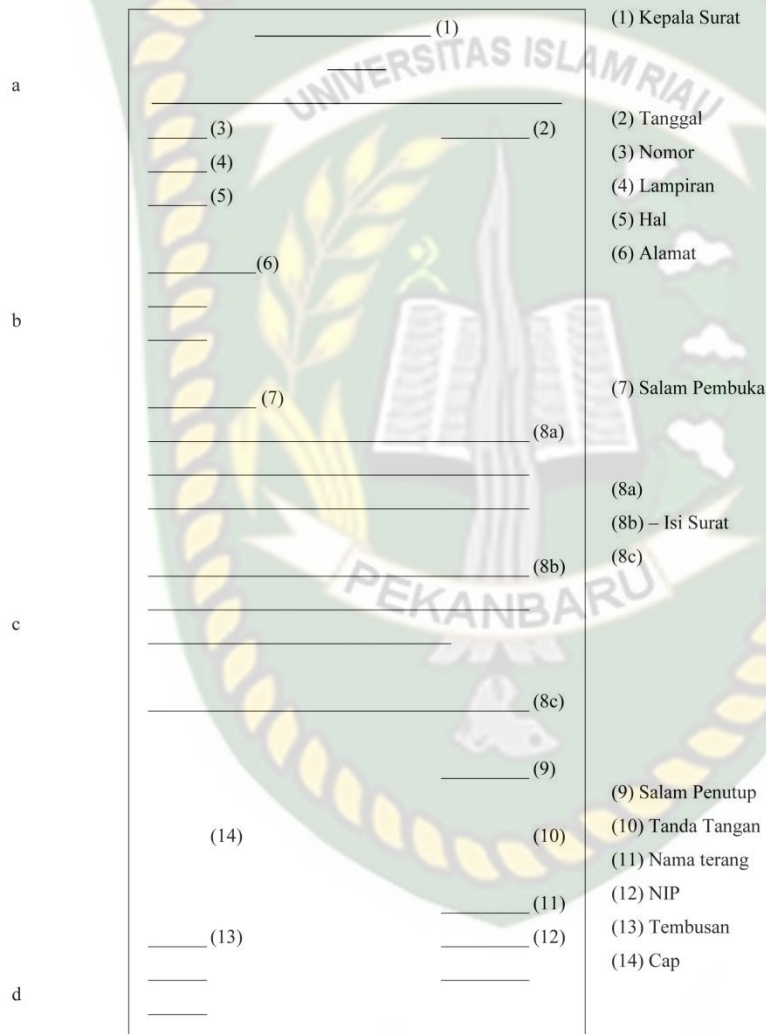 (1) (1) Kepala Surat
UNIVERSITAS ISLAM RIAU
a
(3) (2) (2) Tanggal
(3) Nomor
(4) (4) Lampiran
(5) (5) Hal
(6) (6) Alamat
b
(7) (7) Salam Pembuka
(8a)
(8a)
(8b) – Isi Surat
(8b) (8c)
PEKANBARU
c
(8c)
(9) (9) Salam Penutup
(14) (10) (10) Tanda Tangan
(11) Nama terang
(11) (12) NIP
(13) (12) (13) Tembusan
(14) Cap
d